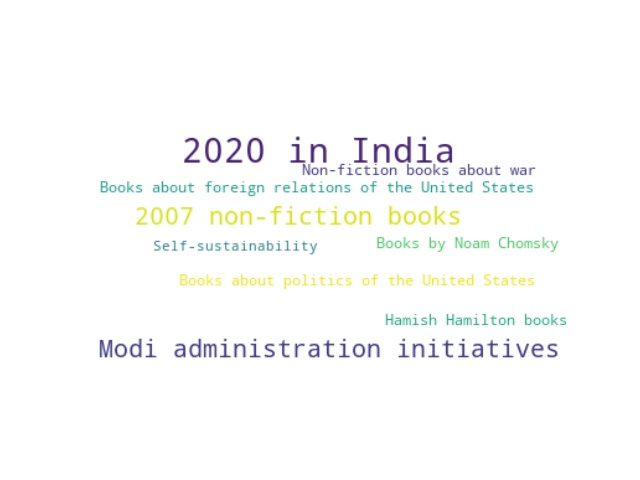 2020 in India
Non-fiction books about war
Books about foreign relations of the United States
2007 non-fiction books
Self-sustainability
Books by Noam Chomsky
Books about politics of the United States
Hamish Hamilton books
Modi administration initiatives